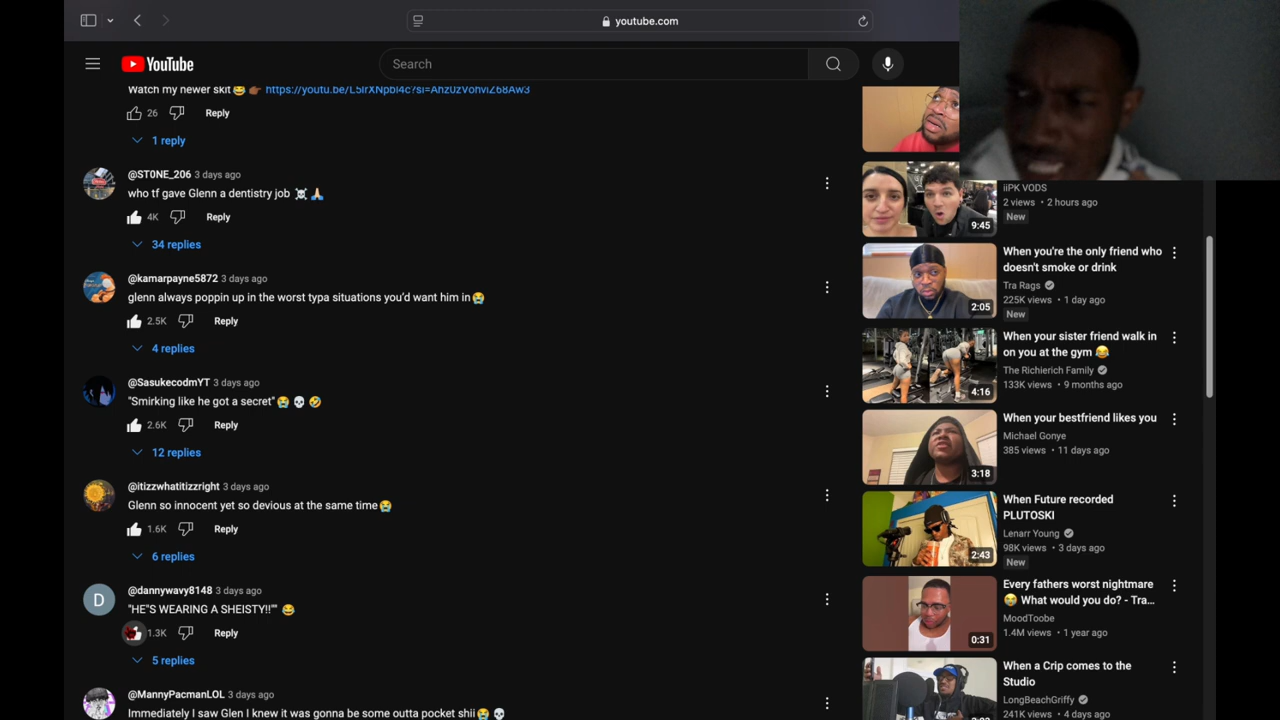 youtube.com
YouTube
Search
Watch my newer skit😂 👉🏾 
26
Reply
1 reply
@ST0NE_206 3 days ago
who tf gave Glenn a dentistry job ☠️🙏🏼
4K
Reply
34 replies
@kamarpayne5872 3 days ago
glenn always poppin up in the worst typa situations you'd want him in😭
2.5K
Reply
4 replies
@SasukecodmYT 3 days ago
"Smirking like he got a secret"😭💀🤣
2.6K
Reply
12 replies
@itizzwhatitizzright 3 days ago
Glenn so innocent yet so devious at the same time😭
1.6K
Reply
6 replies
D
@dannywavy8148 3 days ago
"HE"S WEARING A SHEISTY!!"" 😂
1.3K
Reply
5 replies
@MannyPacmanLOL 3 days ago
Immediately I saw Glen I knew it was gonna be some outta pocket shii😭💀
9:45
iiPK VODS
2 views • 2 hours ago
New
2:05
When you're the only friend who
doesn't smoke or drink
Tra Rags
225K views • 1 day ago
New
4:16
When your sister friend walk in
on you at the gym 😂
The Richierich Family
133K views • 9 months ago
3:18
When your bestfriend likes you
Michael Gonye
385 views • 11 days ago
2:43
When Future recorded
PLUTOSKI
Lenarr Young
98K views • 3 days ago
New
0:31
Every fathers worst nightmare
😭 What would you do? - Tra...
MoodToobe
1.4M views • 1 year ago
When a Crip comes to the
Studio
LongBeachGriffy
241K views • 4 days ago